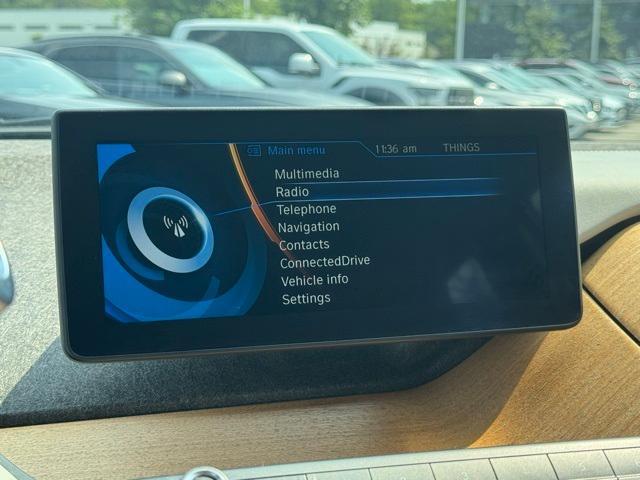 Main menu 11:36 am THINGS
Multimedia
Radio
Telephone
Navigation
Contacts
ConnectedDrive
Vehicle info
Settings